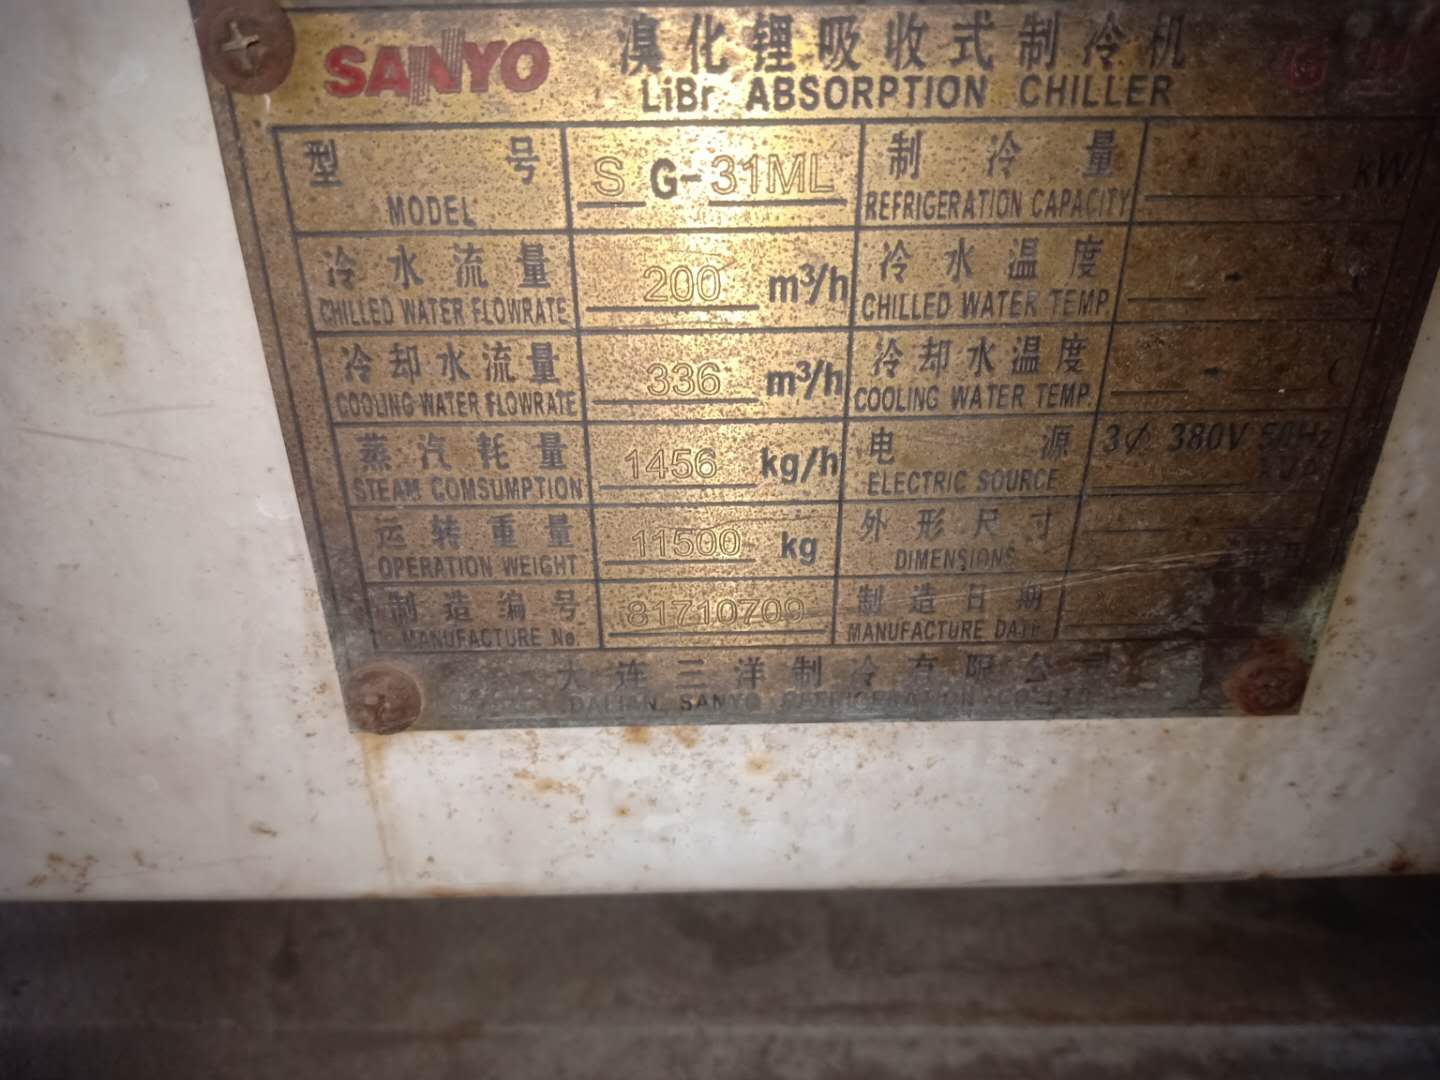 SANYO
溴化锂吸收式制冷机
LiBr ABSORPTION CHILLER
型号
MODEL
S G-31ML
制冷量
REFRIGERATION CAPACITY
kW
冷水流量
CHILLED WATER FLOWRATE
200 m³/h
冷水温度
CHILLED WATER TEMP.
-
冷却水流量
COOLING WATER FLOWRATE
336 m³/h
冷却水温度
COOLING WATER TEMP.
-
蒸汽耗量
STEAM COMSUMPTION
1456 kg/h
电源
ELECTRIC SOURCE
3φ 380V 50Hz
KVA
运转重量
OPERATION WEIGHT
11500 kg
外形尺寸
DIMENSIONS
制造编号
MANUFACTURE No.
81710709
制造日期
MANUFACTURE DATE
大连三洋制冷有限公司
DALIAN SANYO REFRIGERATION CO. LTD